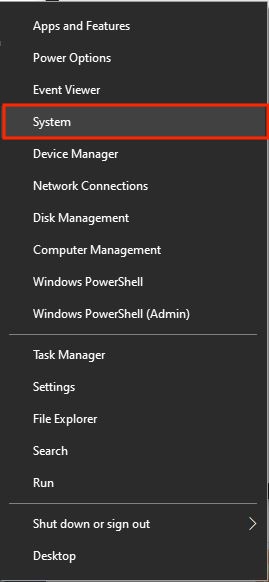 Apps and Features
Power Options
Event Viewer
System
Device Manager
Network Connections
Disk Management
Computer Management
Windows PowerShell
Windows PowerShell (Admin)
Task Manager
Settings
File Explorer
Search
Run
Shut down or sign out
Desktop